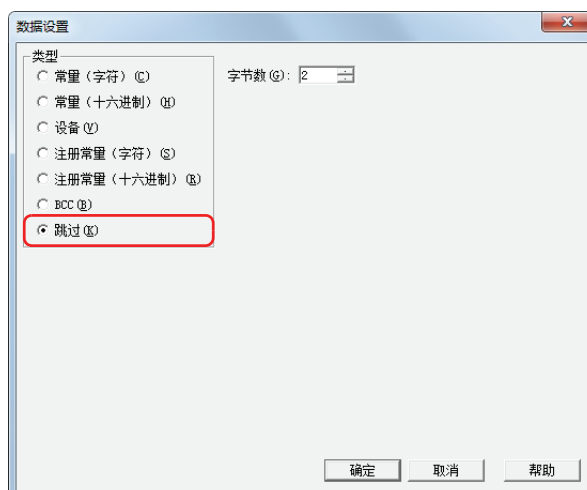 数据设置
类型
常量（字符）(C)
常量（十六进制）(H)
设备(V)
注册常量（字符）(S)
注册常量（十六进制）(R)
BCC(B)
跳过(K)
字节数(G)：2
确定 取消 帮助